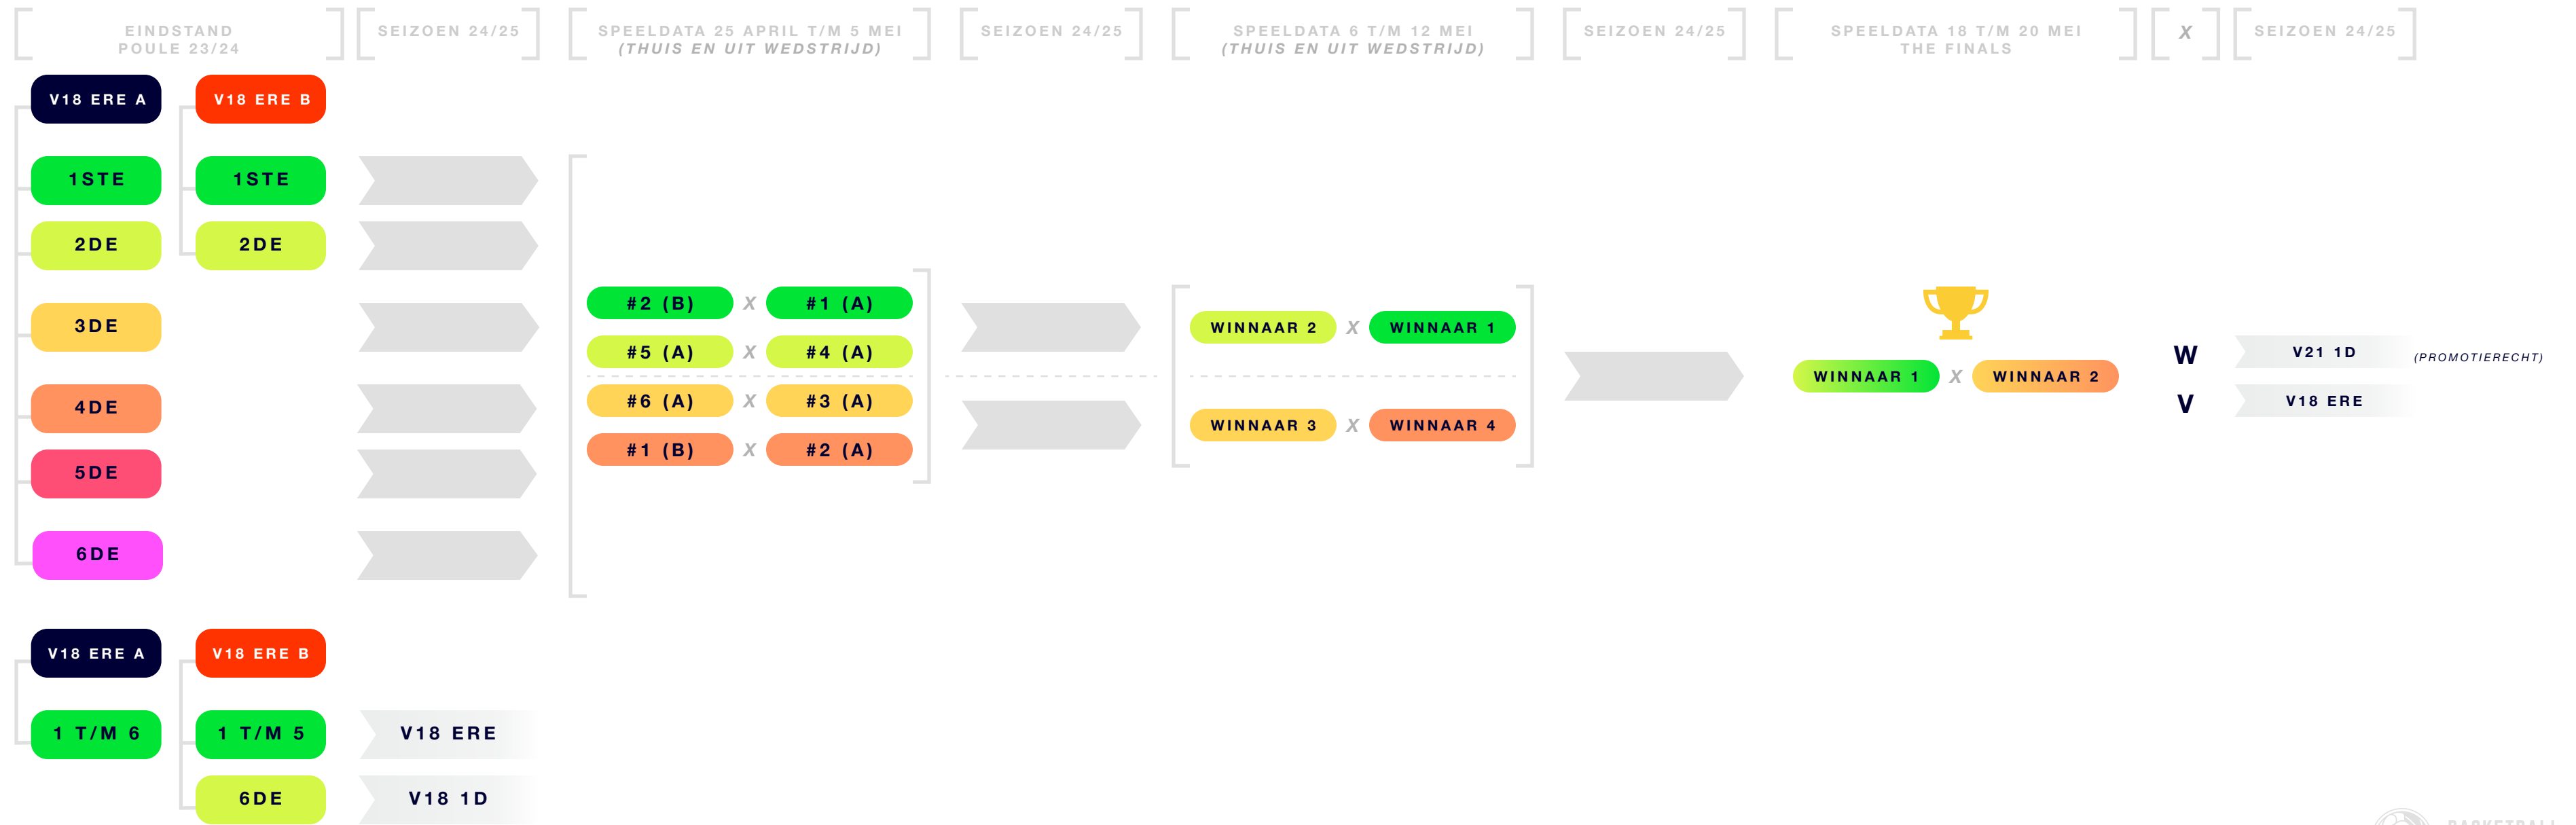 EINDSTAND
POULE 23/24
SEIZOEN 24/25
SPEELDATA 25 APRIL T/M 5 MEI
(THUIS EN UIT WEDSTRIJD)
SEIZOEN 24/25
SPEELDATA 6 T/M 12 MEI
(THUIS EN UIT WEDSTRIJD)
SEIZOEN 24/25
SPEELDATA 18 T/M 20 MEI
THE FINALS
X
SEIZOEN 24/25
V18 ERE A
V18 ERE B
1STE
1STE
2DE
2DE
3DE
4DE
5DE
6DE
#2 (B) X #1 (A)
#5 (A) X #4 (A)
#6 (A) X #3 (A)
#1 (B) X #2 (A)
WINNAAR 2 X WINNAAR 1
WINNAAR 3 X WINNAAR 4
WINNAAR 1 X WINNAAR 2
W
V21 1D
(PROMOTIERECHT)
V
V18 ERE
V18 ERE A
V18 ERE B
1 T/M 6
1 T/M 5
V18 ERE
6DE
V18 1D